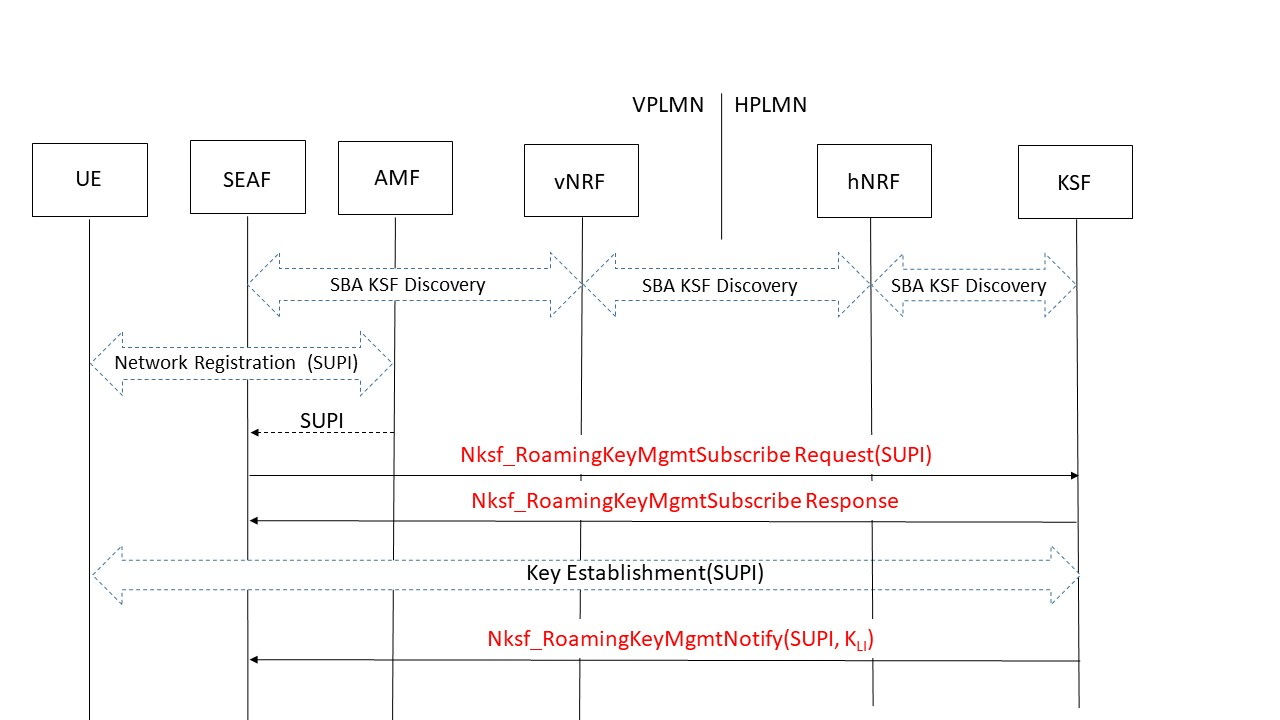 VPLMN
HPLMN
UE
SEAF
AMF
vNRF
hNRF
KSF
SBA KSF Discovery
SBA KSF Discovery
SBA KSF Discovery
Network Registration (SUPI)
SUPI
Nksf_RoamingKeyMgmtSubscribe Request(SUPI)
Nksf_RoamingKeyMgmtSubscribe Response
Key Establishment(SUPI)
Nksf_RoamingKeyMgmtNotify(SUPI, KLI)